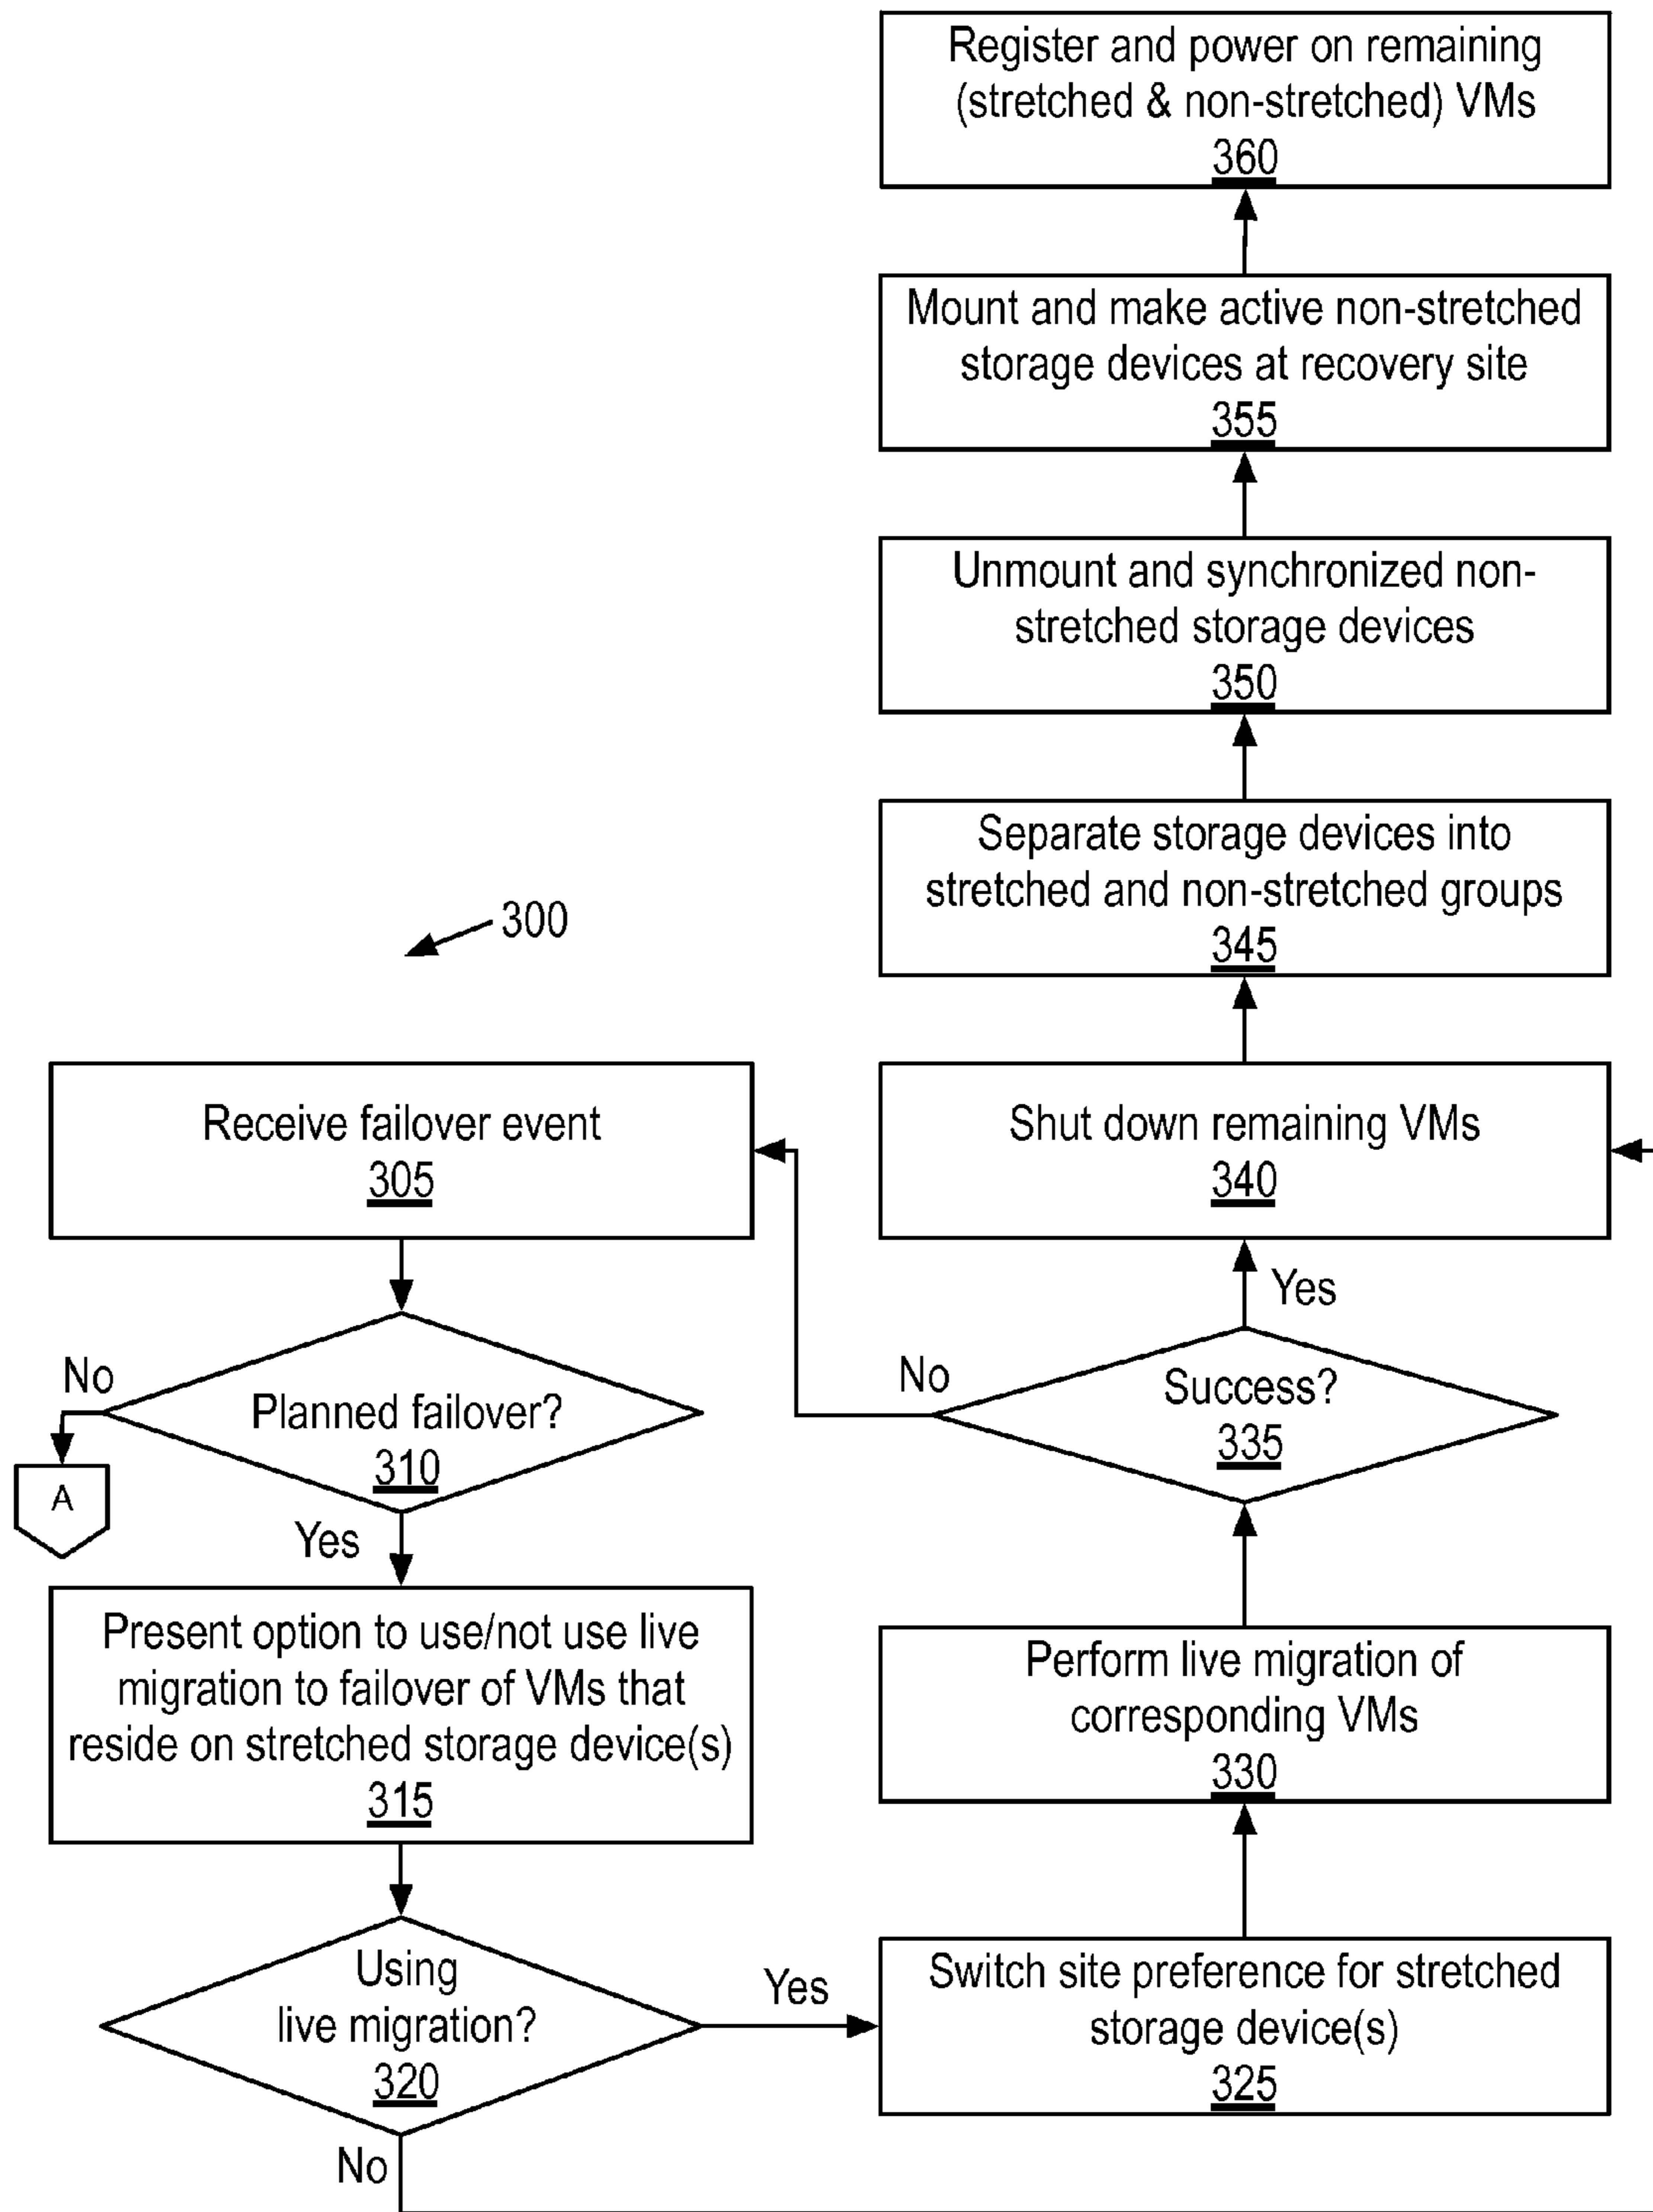 Register and power on remaining
(stretched & non-stretched) VMs
360
Mount and make active non-stretched
storage devices at recovery site
355
Unmount and synchronized non-
stretched storage devices
350
Separate storage devices into
stretched and non-stretched groups
345
300
Receive failover event
305
Shut down remaining VMs
340
Yes
No
Planned failover?
310
No
Success?
335
A
Yes
Present option to use/not use live
migration to failover of VMs that
reside on stretched storage device(s)
315
Perform live migration of
corresponding VMs
330
Using
live migration?
320
Yes
Switch site preference for stretched
storage device(s)
325
No